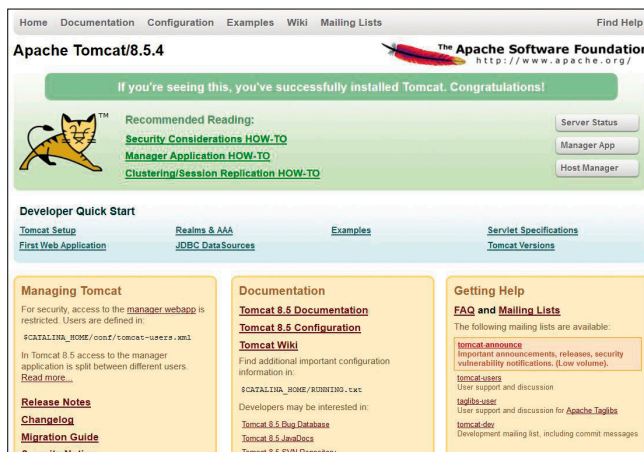 Home Documentation Configuration Examples Wiki Mailing Lists Find Help
Apache Tomcat/8.5.4
The Apache Software Foundation
http://www.apache.org/
If you're seeing this, you've successfully installed Tomcat. Congratulations!
TM
Recommended Reading:
Security Considerations HOW-TO
Manager Application HOW-TO
Clustering/Session Replication HOW-TO
Server Status
Manager App
Host Manager
Developer Quick Start
Tomcat Setup
First Web Application
Realms & AAA
JDBC DataSources
Examples
Servlet Specifications
Tomcat Versions
Managing Tomcat
For security, access to the manager webapp is
restricted. Users are defined in:
$CATALINA_HOME/conf/tomcat-users.xml
In Tomcat 8.5 access to the manager
application is split between different users.
Read more...
Release Notes
Changelog
Migration Guide
Documentation
Tomcat 8.5 Documentation
Tomcat 8.5 Configuration
Tomcat Wiki
Find additional important configuration
information in:
$CATALINA_HOME/RUNNING.txt
Developers may be interested in:
Tomcat 8.5 Bug Database
Tomcat 8.5 JavaDocs
Tomcat 8.5 SVN Repository
Getting Help
FAQ and Mailing Lists
The following mailing lists are available:
tomcat-announce
Important announcements, releases, security
vulnerability notifications. (Low volume).
tomcat-users
User support and discussion
taglibs-user
User support and discussion for Apache Taglibs
tomcat-dev
Development mailing list, including commit messages